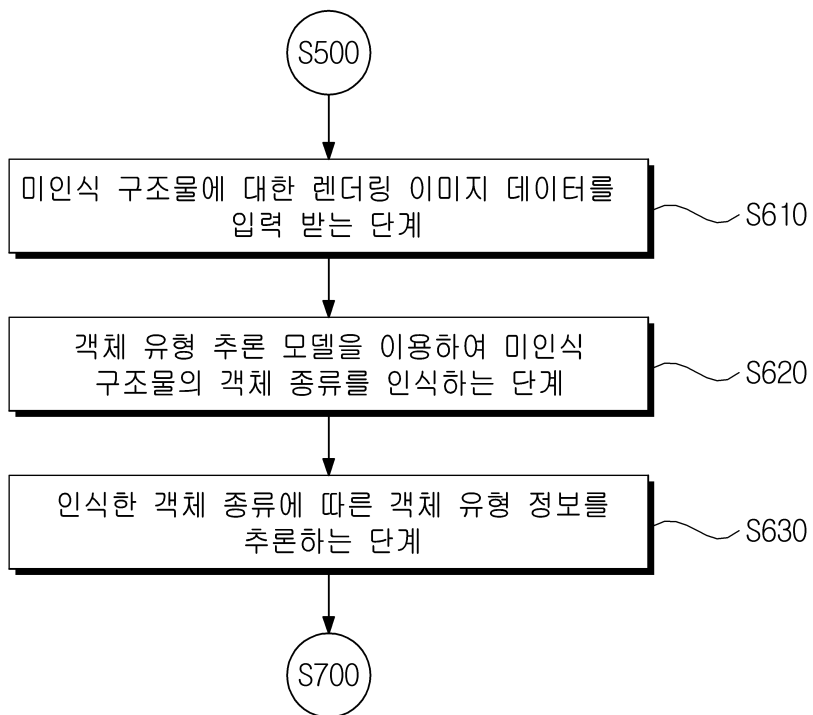 S500
미인식 구조물에 대한 렌더링 이미지 데이터를
입력 받는 단계
S610
객체 유형 추론 모델을 이용하여 미인식
구조물의 객체 종류를 인식하는 단계
S620
인식한 객체 종류에 따른 객체 유형 정보를
추론하는 단계
S630
S700